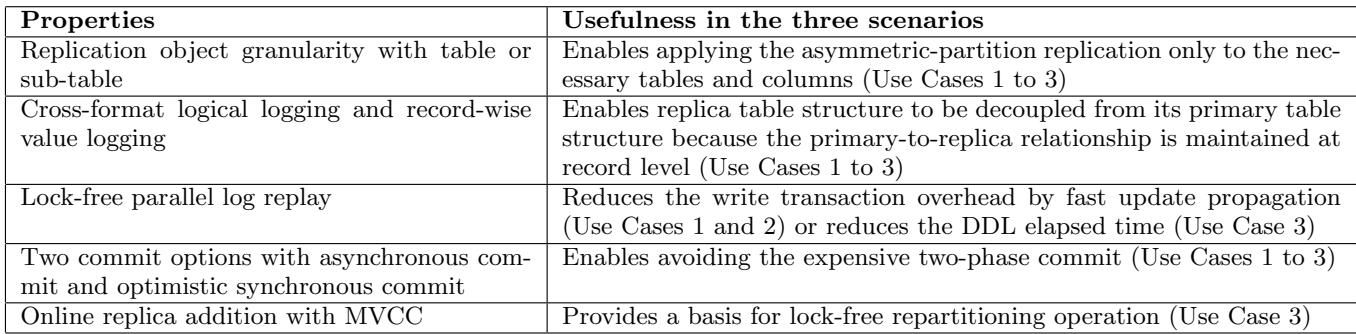 Properties Usefulness in the three scenarios
Replication object granularity with table or Enables applying the asymmetric-partition replication only to the nec-
sub-table essary tables and columns (Use Cases 1 to 3)
Cross-format logical logging and record-wise Enables replica table structure to be decoupled from its primary table
value logging structure because the primary-to-replica relationship is maintained at
record level (Use Cases 1 to 3)
Lock-free parallel log replay Reduces the write transaction overhead by fast update propagation
(Use Cases 1 and 2) or reduces the DDL elapsed time (Use Case 3)
Two commit options with asynchronous com- Enables avoiding the expensive two-phase commit (Use Cases 1 to 3)
mit and optimistic synchronous commit
Online replica addition with MVCC Provides a basis for lock-free repartitioning operation (Use Case 3)